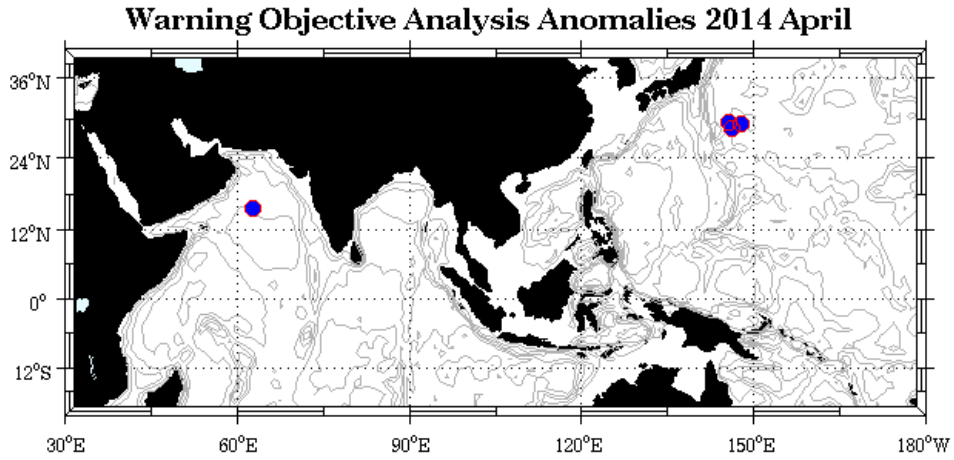 Warning Objective Analysis Anomalies 2014 April
36°N
24°N
12°N
0°
12°S
30°E 60°E 90°E 120°E 150°E 180°W